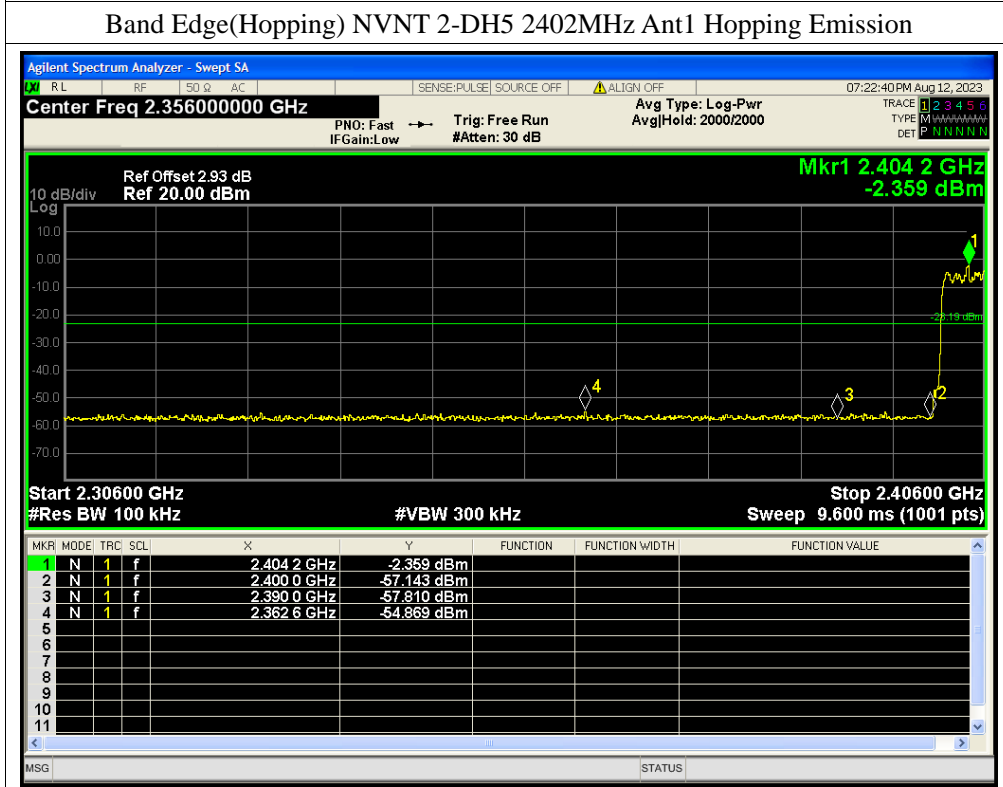 Band Edge(Hopping) NVNT 2-DH5 2402MHz Ant1 Hopping Emission
Agilent Spectrum Analyzer - Swept SA
LXI RL RF 50 Ω AC SENSE:PULSE SOURCE OFF ALIGN OFF 07:22:40 PM Aug 12, 2023
Center Freq 2.356000000 GHz
PNO: Fast
IFGain:Low
Trig: Free Run
#Atten: 30 dB
Avg Type: Log-Pwr
Avg|Hold: 2000/2000
TRACE 1 2 3 4 5 6
TYPE M WWWWW
DET P N N N N N
Mkr1 2.404 2 GHz
-2.359 dBm
Ref Offset 2.93 dB
10 dB/div Ref 20.00 dBm
Log
10.0
0.00
-10.0
-20.0
-30.0
-40.0
-50.0
-60.0
-70.0
1
-23.19 dBm
4
3
2
Start 2.30600 GHz Stop 2.40600 GHz
#Res BW 100 kHz #VBW 300 kHz Sweep 9.600 ms (1001 pts)
MKR MODE TRC SCL X Y FUNCTION FUNCTION WIDTH FUNCTION VALUE
1 N 1 f 2.404 2 GHz -2.359 dBm
2 N 1 f 2.400 0 GHz -57.143 dBm
3 N 1 f 2.390 0 GHz -57.810 dBm
4 N 1 f 2.362 6 GHz -54.869 dBm
5
6
7
8
9
10
11
MSG STATUS